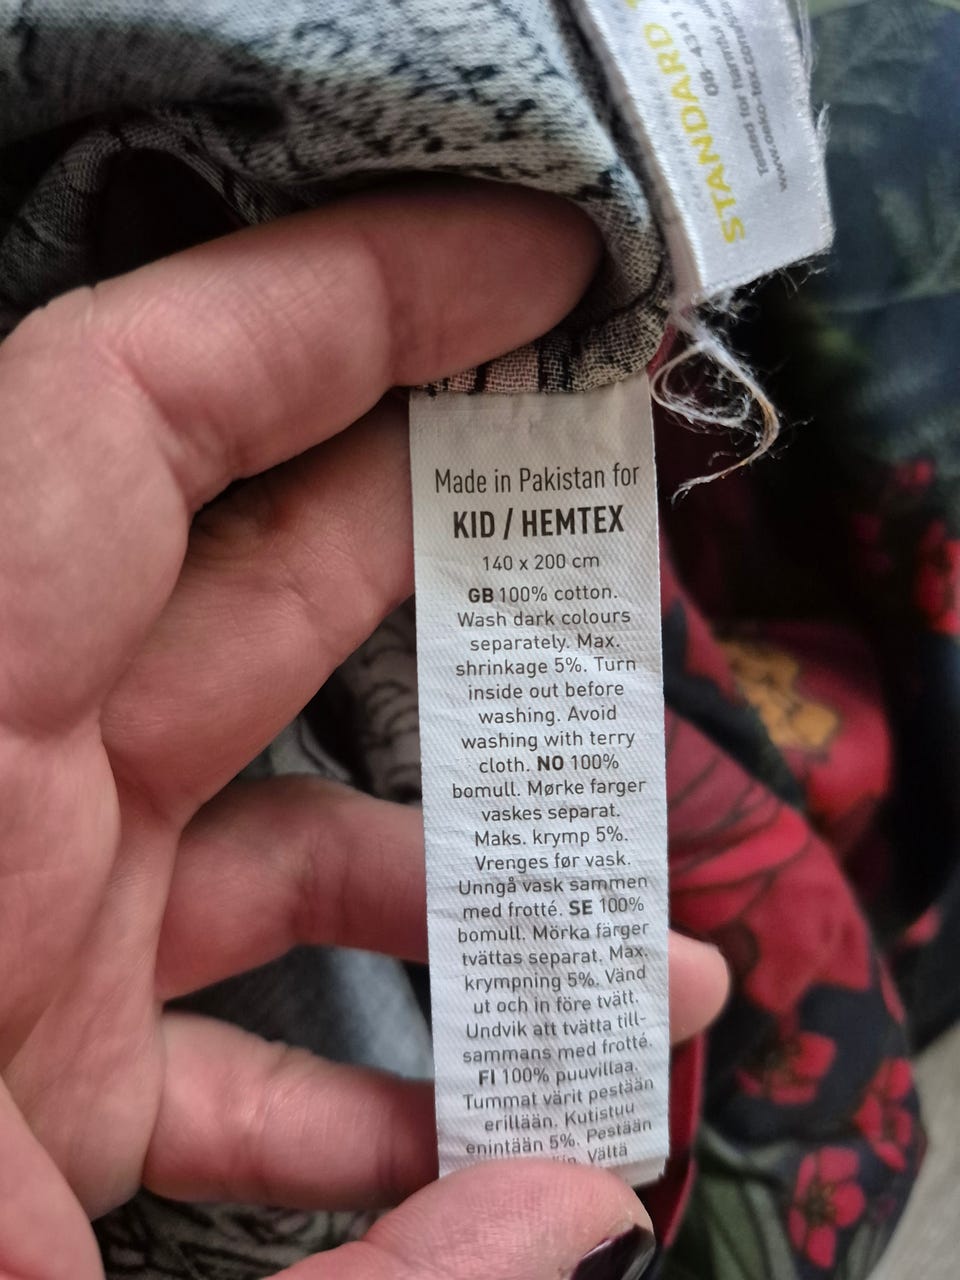 STANDARD
09-
431
Tested for harmful
www.oeko-tex.com
Made in Pakistan for
KID / HEMTEX
140 x 200 cm
GB 100% cotton.
Wash dark colours
separately. Max.
shrinkage 5%. Turn
inside out before
washing. Avoid
washing with terry
cloth. NO 100%
bomull. Mørke farger
vaskes separat.
Maks. krymp 5%.
Vrenges før vask.
Unngå vask sammen
med frotté. SE 100%
bomull. Mörka färger
tvättas separat. Max.
krympning 5%. Vänd
ut och in före tvätt.
Undvik att tvätta till-
sammans med frotté.
FI 100% puuvillaa.
Tummat värit pestään
erillään. Kutistuu
enintään 5%. Pestään
Vältä